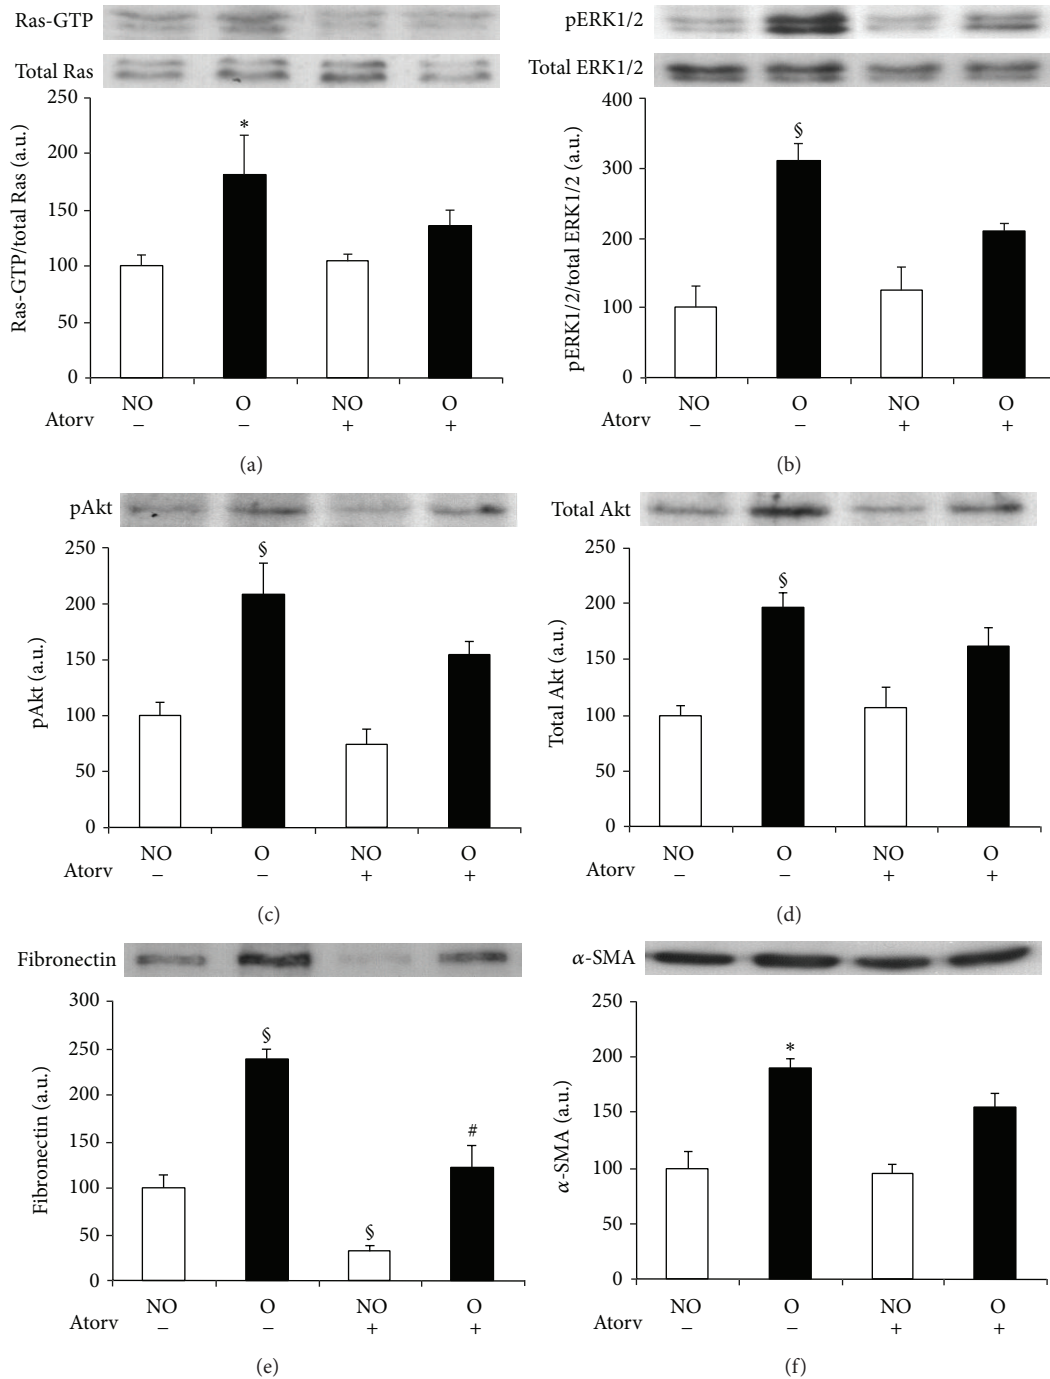 Ras-GTP
Total Ras
250
200
150
100
50
0
Ras-GTP/total Ras (a.u.)
*
NO O NO O
Atorv − − + +
(a)
pERK1/2
Total ERK1/2
400
300
200
100
0
pERK1/2/total ERK1/2 (a.u.)
§
NO O NO O
Atorv − − + +
(b)
pAkt
250
200
150
100
50
0
pAkt (a.u.)
§
NO O NO O
Atorv − − + +
(c)
Total Akt
250
200
150
100
50
0
Total Akt (a.u.)
§
NO O NO O
Atorv − − + +
(d)
Fibronectin
300
250
200
150
100
50
0
Fibronectin (a.u.)
§
§
#
NO O NO O
Atorv − − + +
(e)
α-SMA
250
200
150
100
50
0
α-SMA (a.u.)
*
NO O NO O
Atorv − − + +
(f)